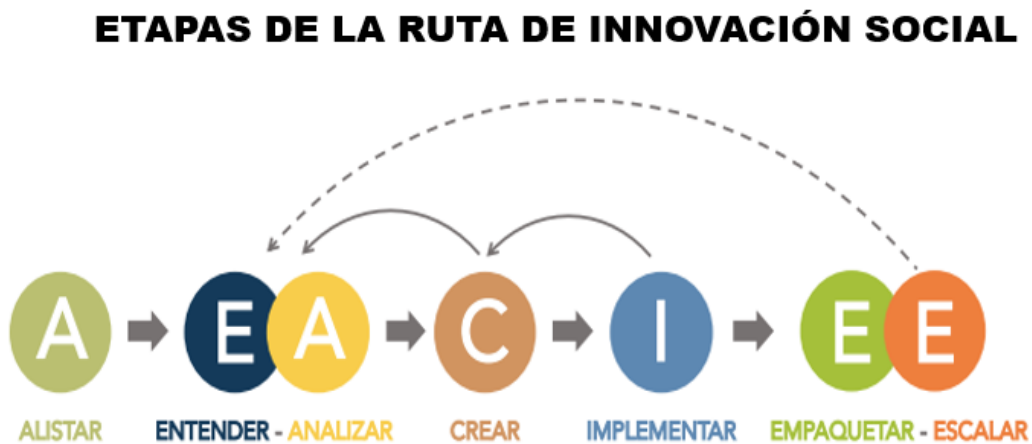 ETAPAS DE LA RUTA DE INNOVACIÓN SOCIAL
A E A C I E E
ALISTAR ENTENDER - ANALIZAR CREAR IMPLEMENTAR EMPAQUETAR - ESCALAR